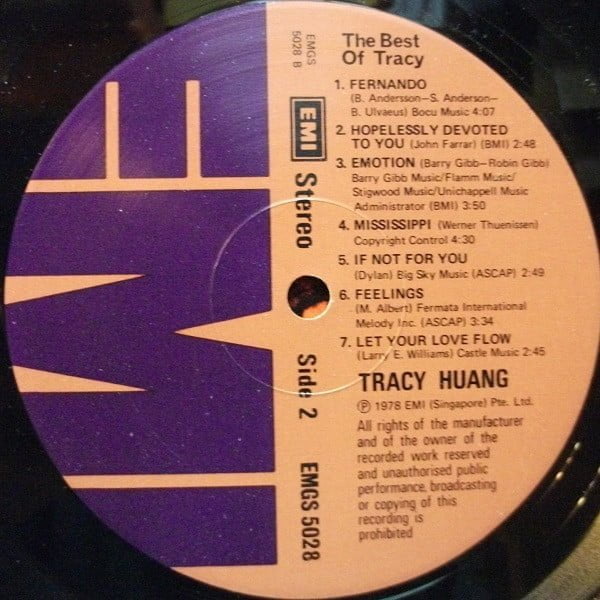 The Best
Of Tracy
1. FERNANDO
(B. Andersson—S. Anderson—
B. Ulvaeus) Bocu Music 4:07
2. HOPELESSLY DEVOTED
TO YOU (John Farrar) (BMI) 2:48
3. EMOTION (Barry Gibb—Robin Gibb)
Barry Gibb Music/Flamm Music/
Stigwood Music/Unichappell Music
Administrator (BMI) 3:50
4. MISSISSIPPI (Werner Thuenissen)
Copyright Control 4:30
5. IF NOT FOR YOU
(Dylan) Big Sky Music (ASCAP) 2:49
6. FEELINGS
(M. Albert) Fermata International
Melody Inc. (ASCAP) 3:34
7. LET YOUR LOVE FLOW
(Larry E. Williams) Castle Music 2:45
TRACY HUANG
Ⓟ 1978 EMI (Singapore) Pte. Ltd.
All rights of the manufacturer
and of the owner of the
recorded work reserved
and unauthorised public
performance, broadcasting
or copying of this
recording is
prohibited
EMGS
5028 B
EMI Stereo Side 2 EMGS 5028
EMI